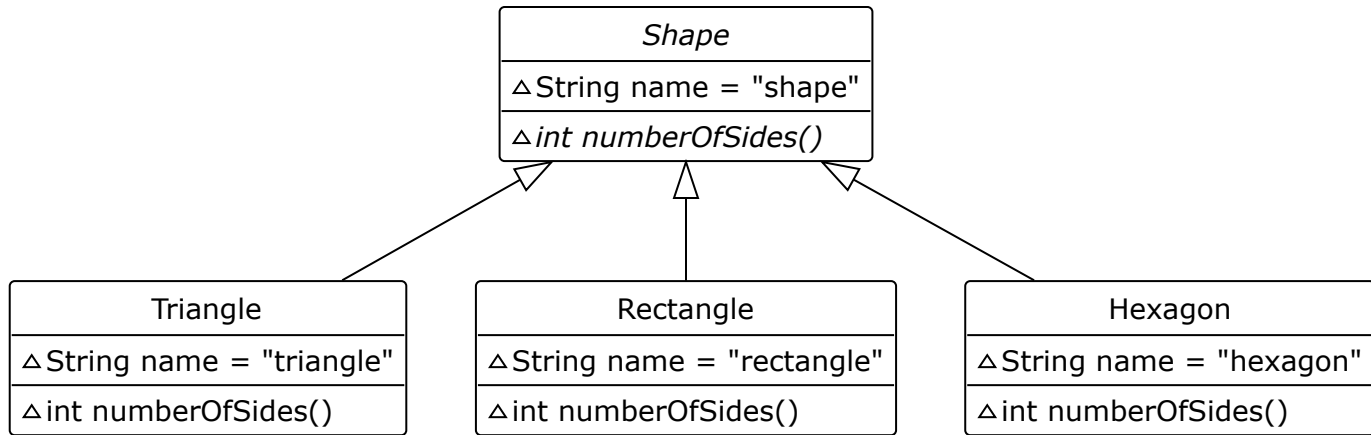 Shape
String name = "shape"
int numberOfSides()
Triangle
String name = "triangle"
int numberOfSides()
Rectangle
String name = "rectangle"
int numberOfSides()
Hexagon
String name = "hexagon"
int numberOfSides()